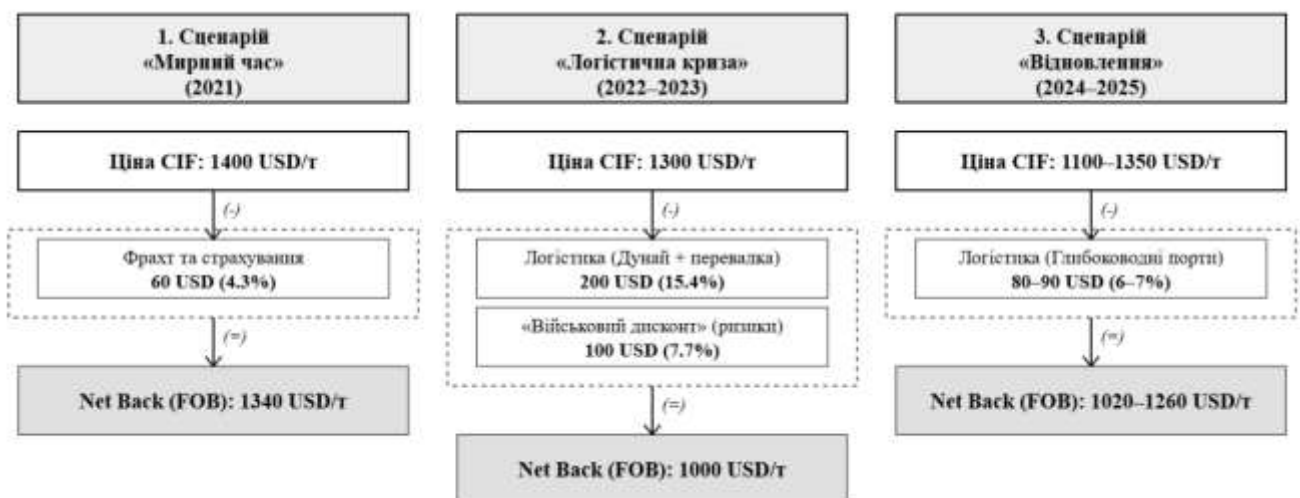 1. Сценарій
«Мирний час»
(2021)
Ціна CIF: 1400 USD/т
(-)
Фрахт та страхування
60 USD (4.3%)
(=)
Net Back (FOB): 1340 USD/т
2. Сценарій
«Логістична криза»
(2022–2023)
Ціна CIF: 1300 USD/т
(-)
Логістика (Дунай + перевалка)
200 USD (15.4%)
«Військовий дисконт» (ризики)
100 USD (7.7%)
(=)
Net Back (FOB): 1000 USD/т
3. Сценарій
«Відновлення»
(2024–2025)
Ціна CIF: 1100–1350 USD/т
(-)
Логістика (Глибоководні порти)
80–90 USD (6–7%)
(=)
Net Back (FOB): 1020–1260 USD/т